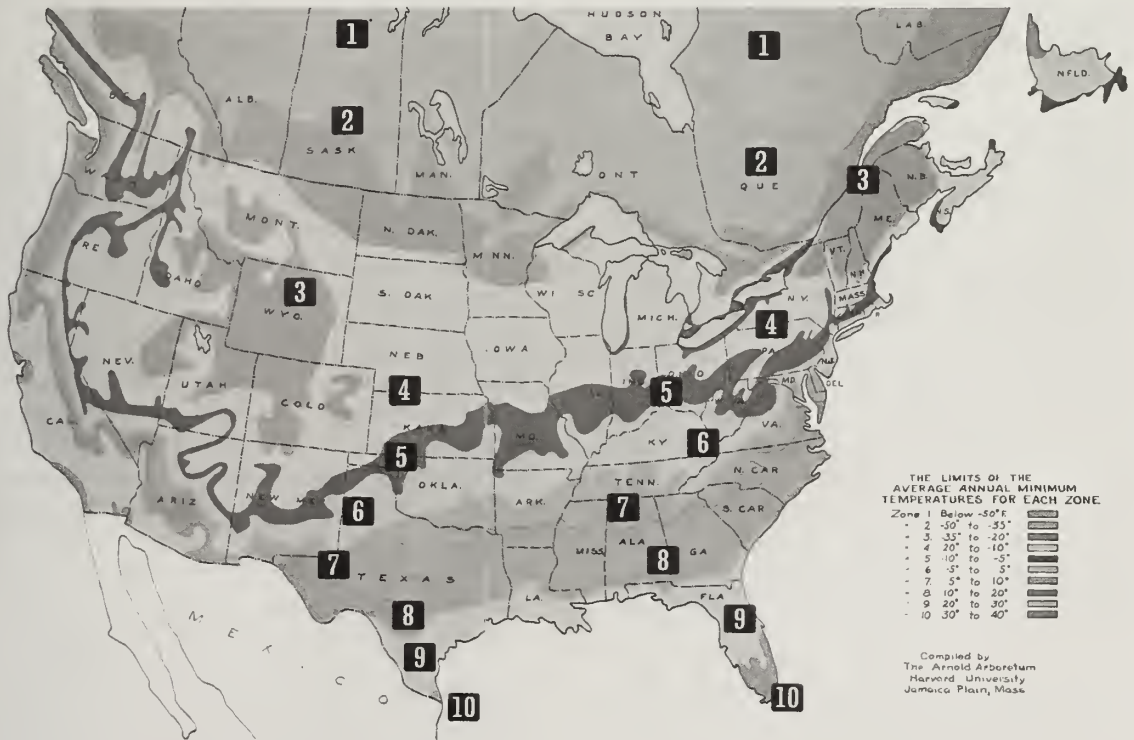 HUDSON
BAY
1
1
LAB.
NFLD.
B.C.
ALB.
2
SASK
MAN.
ONT
2
QUE
3
N.B.
N.S.
ME.
WASH
MONT.
N. DAK.
MINN.
VT.
N.H.
ORE
IDAHO
3
WYO.
S. DAK
WISC
MICH.
N.Y.
MASS
4
PA.
NEV.
UTAH
COLO
NEB
IOWA
4
ILL
IND
OHIO
5
N.J.
MD.
DEL
CAL
KANS
MO.
KY
6
VA.
5
ARIZ
NEW MEX
6
OKLA.
ARK.
TENN.
7
N. CAR
S. CAR
7
TEXAS
MISS
ALA
8
GA
8
LA.
FLA
9
9
MEXICO
10
10
THE LIMITS OF THE
AVERAGE ANNUAL MINIMUM
TEMPERATURES FOR EACH ZONE
Zone 1 Below -50°F.
" 2 -50° to -35°
" 3 -35° to -20°
" 4 20° to -10°
" 5 -10° to -5°
" 6 -5° to 5°
" 7 5° to 10°
" 8 10° to 20°
" 9 20° to 30°
" 10 30° to 40°
Compiled by
The Arnold Arboretum
Harvard University
Jamaica Plain, Mass